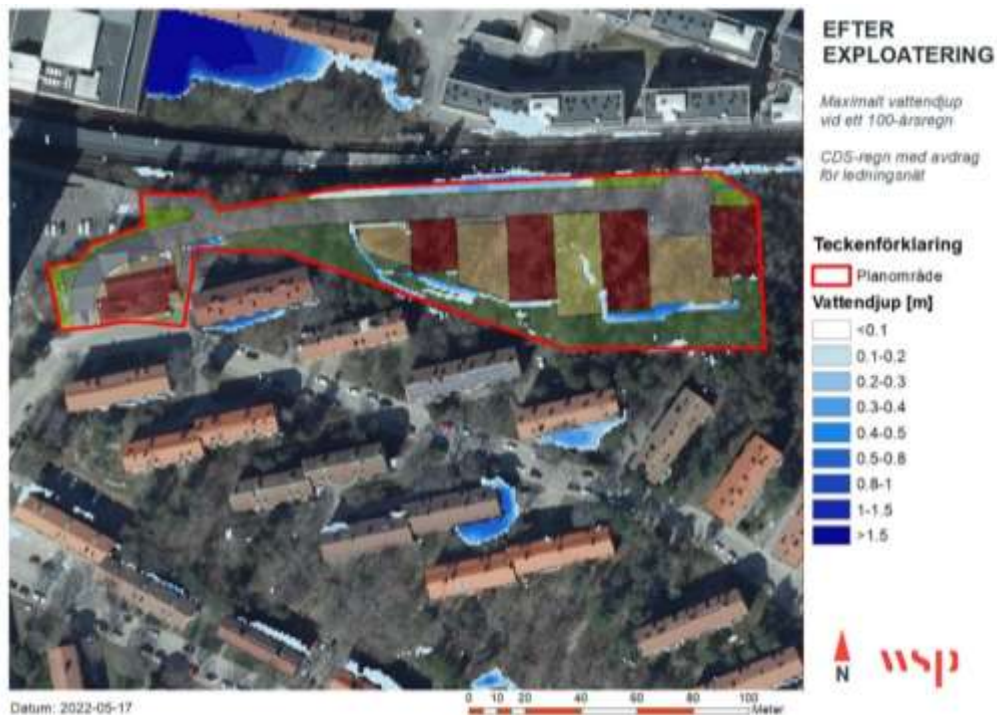 EFTER
EXPLOATERING
Maximalt vattendjup
vid ett 100-årsregn
CDS-regn med avdrag
för ledningsnät
Teckenförklaring
Planområde
Vattendjup [m]
<0.1
0.1-0.2
0.2-0.3
0.3-0.4
0.4-0.5
0.5-0.8
0.8-1
1-1.5
>1.5
N
wsp
Datum: 2022-05-17
0 10 20 40 60 80 100
Meter